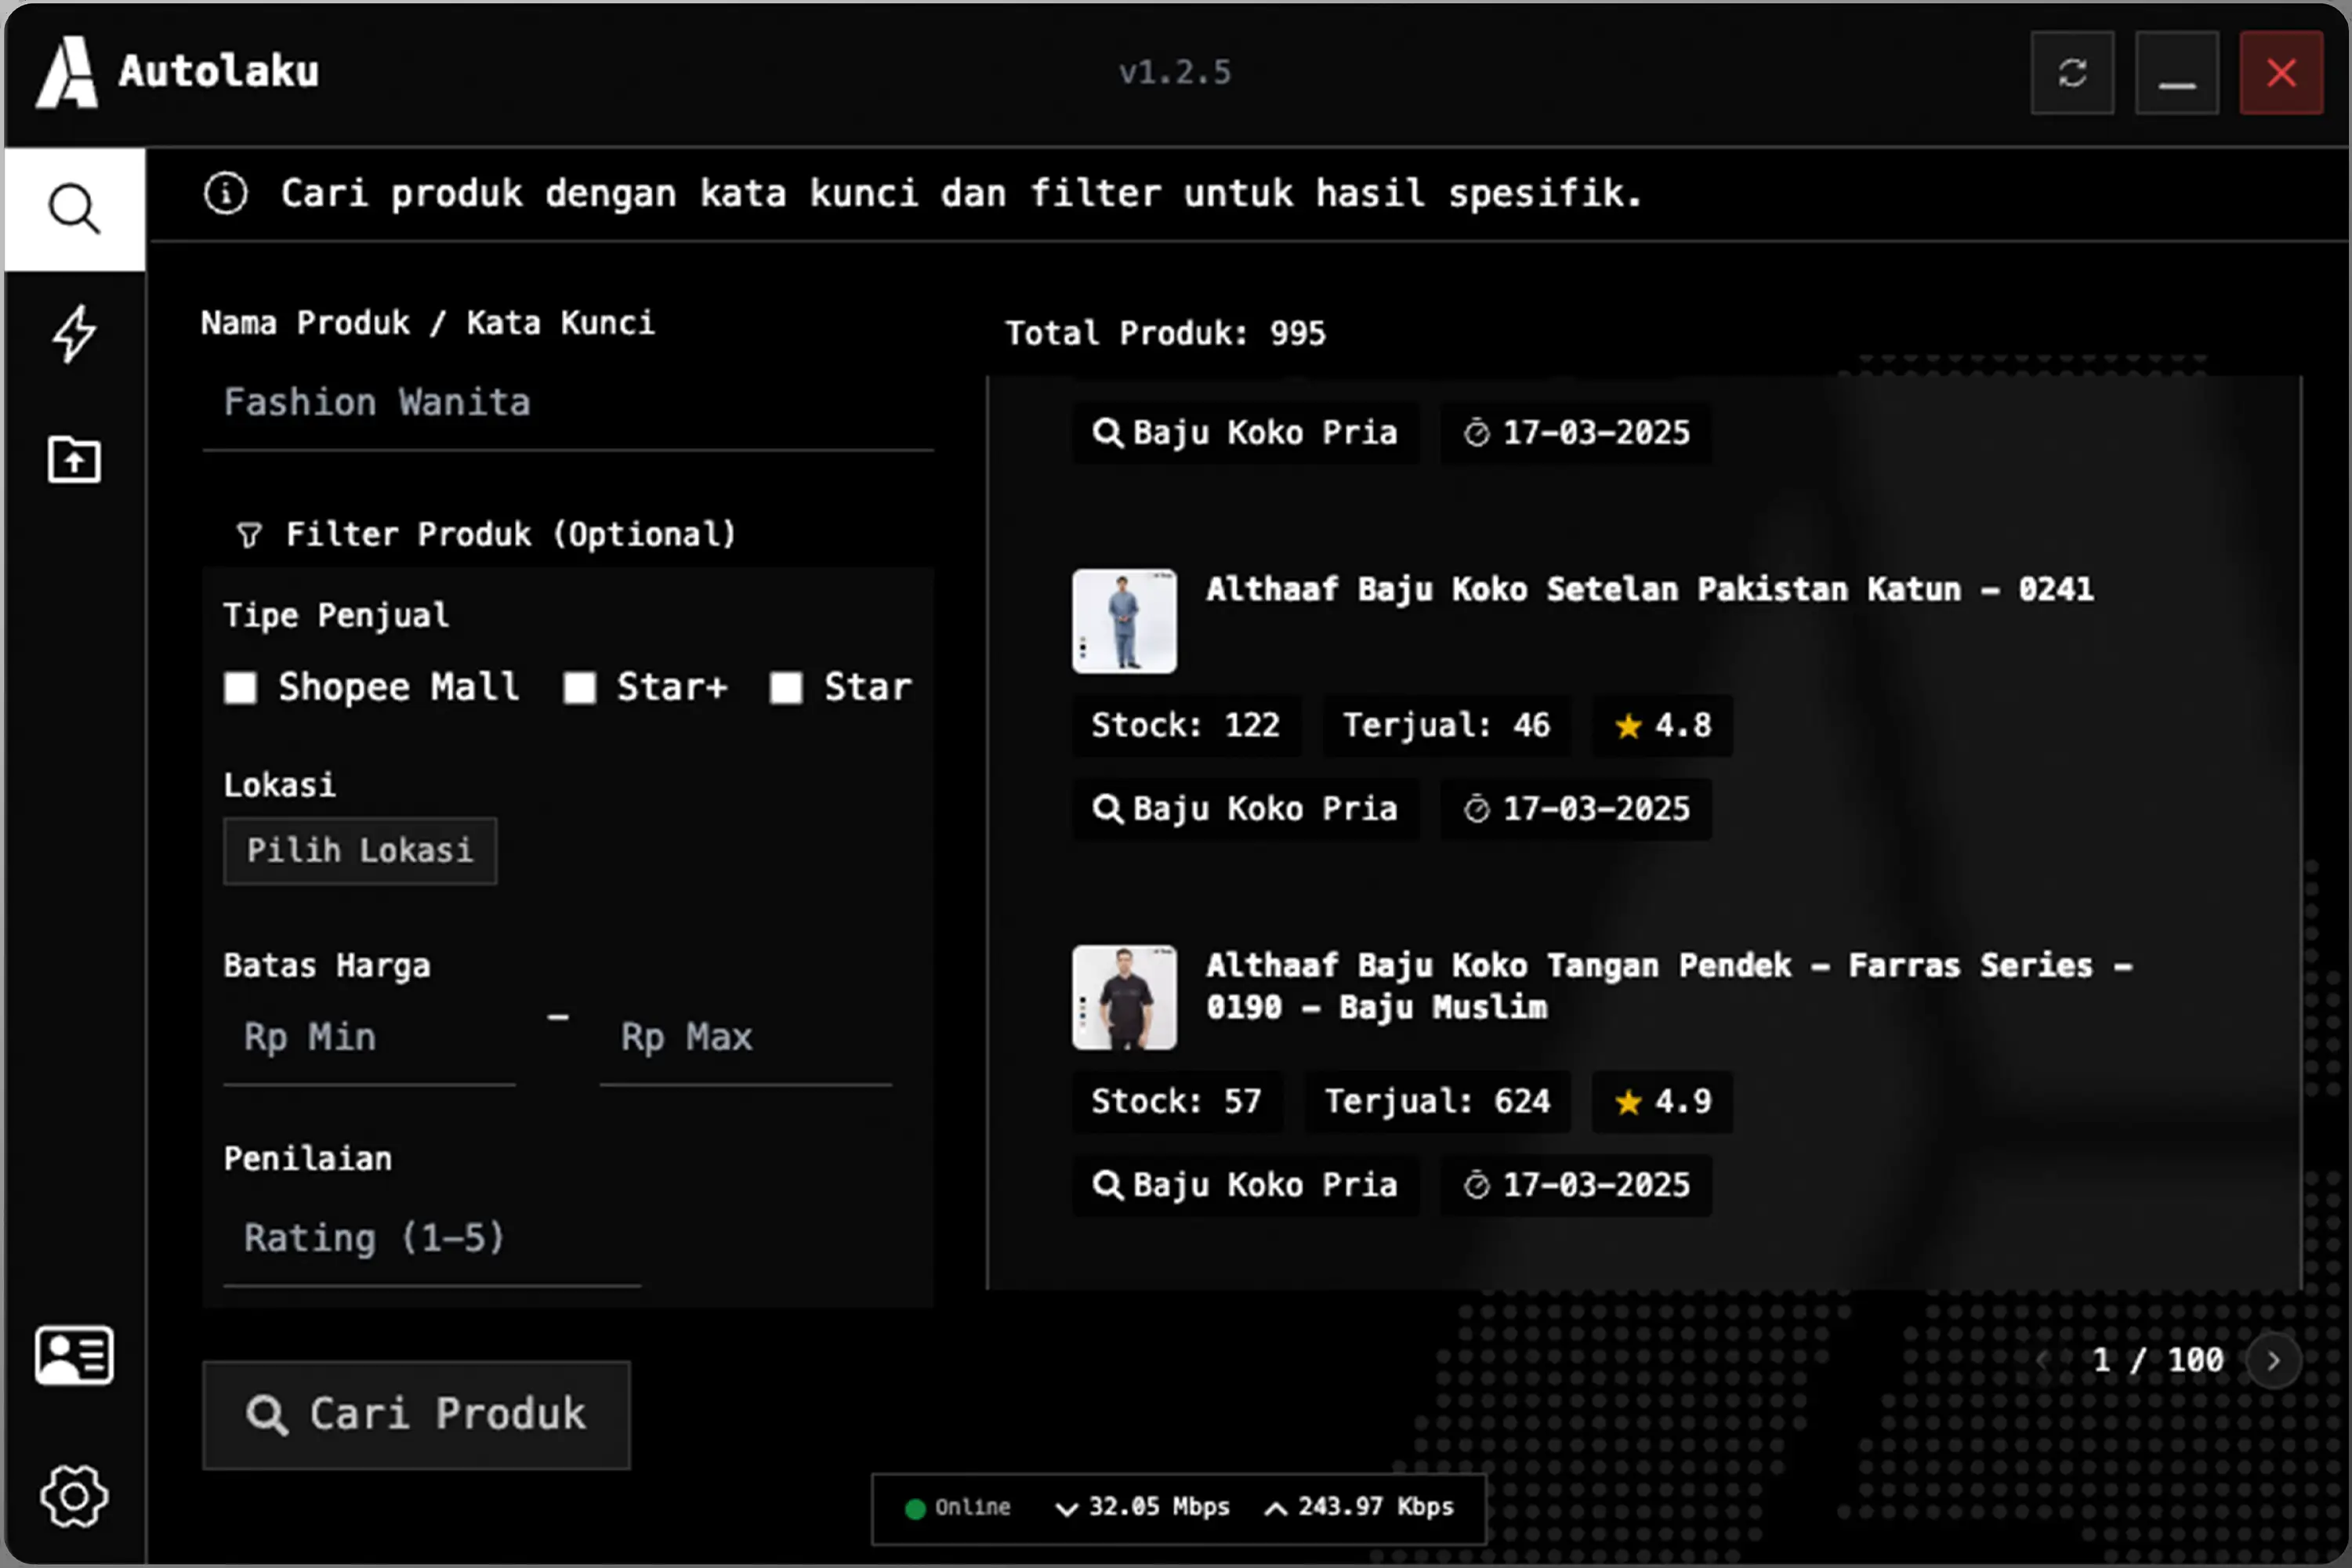 Autolaku
v1.2.5
Cari produk dengan kata kunci dan filter untuk hasil spesifik.
Nama Produk / Kata Kunci
Fashion Wanita
Filter Produk (Optional)
Tipe Penjual
Shopee Mall Star+ Star
Lokasi
Pilih Lokasi
Batas Harga
Rp Min – Rp Max
Penilaian
Rating (1–5)
Cari Produk
Total Produk: 995
Baju Koko Pria 17–03–2025
Althaaf Baju Koko Setelan Pakistan Katun – 0241
Stock: 122 Terjual: 46 4.8
Baju Koko Pria 17–03–2025
Althaaf Baju Koko Tangan Pendek – Farras Series –
0190 – Baju Muslim
Stock: 57 Terjual: 624 4.9
Baju Koko Pria 17–03–2025
1 / 100
Online 32.05 Mbps 243.97 Kbps